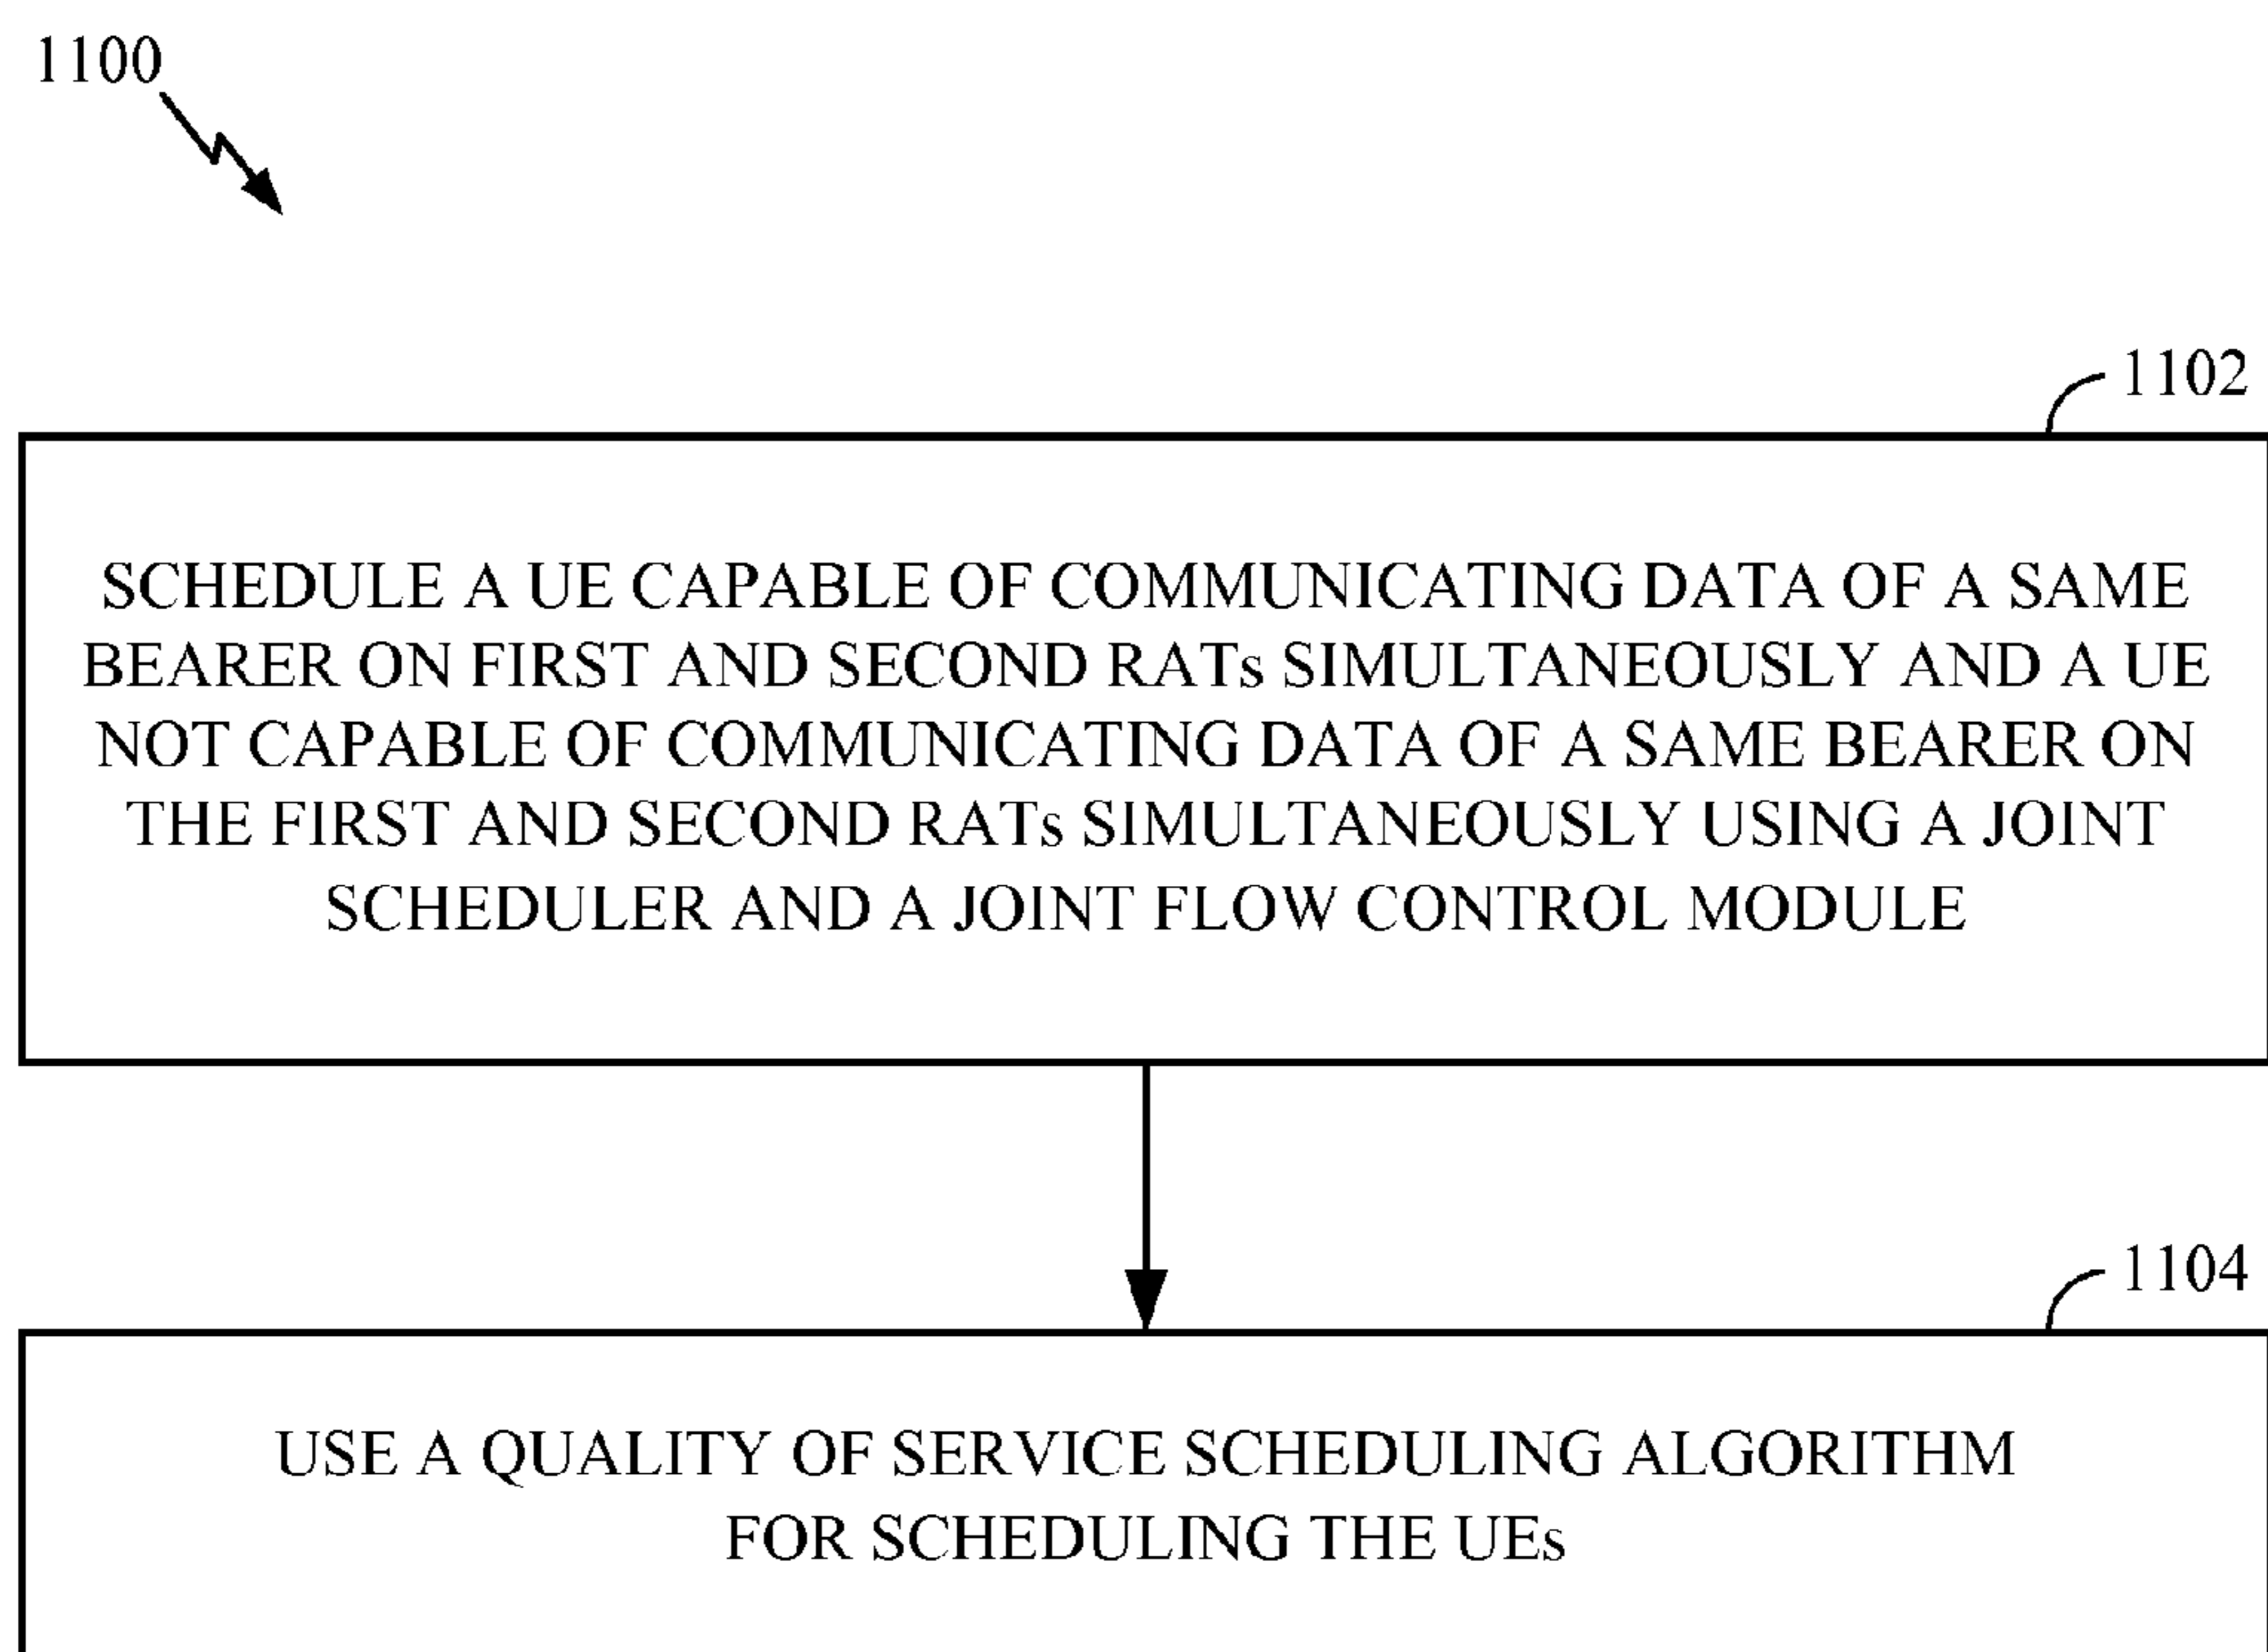 1100
1102
SCHEDULE A UE CAPABLE OF COMMUNICATING DATA OF A SAME
BEARER ON FIRST AND SECOND RATs SIMULTANEOUSLY AND A UE
NOT CAPABLE OF COMMUNICATING DATA OF A SAME BEARER ON
THE FIRST AND SECOND RATs SIMULTANEOUSLY USING A JOINT
SCHEDULER AND A JOINT FLOW CONTROL MODULE
1104
USE A QUALITY OF SERVICE SCHEDULING ALGORITHM
FOR SCHEDULING THE UEs